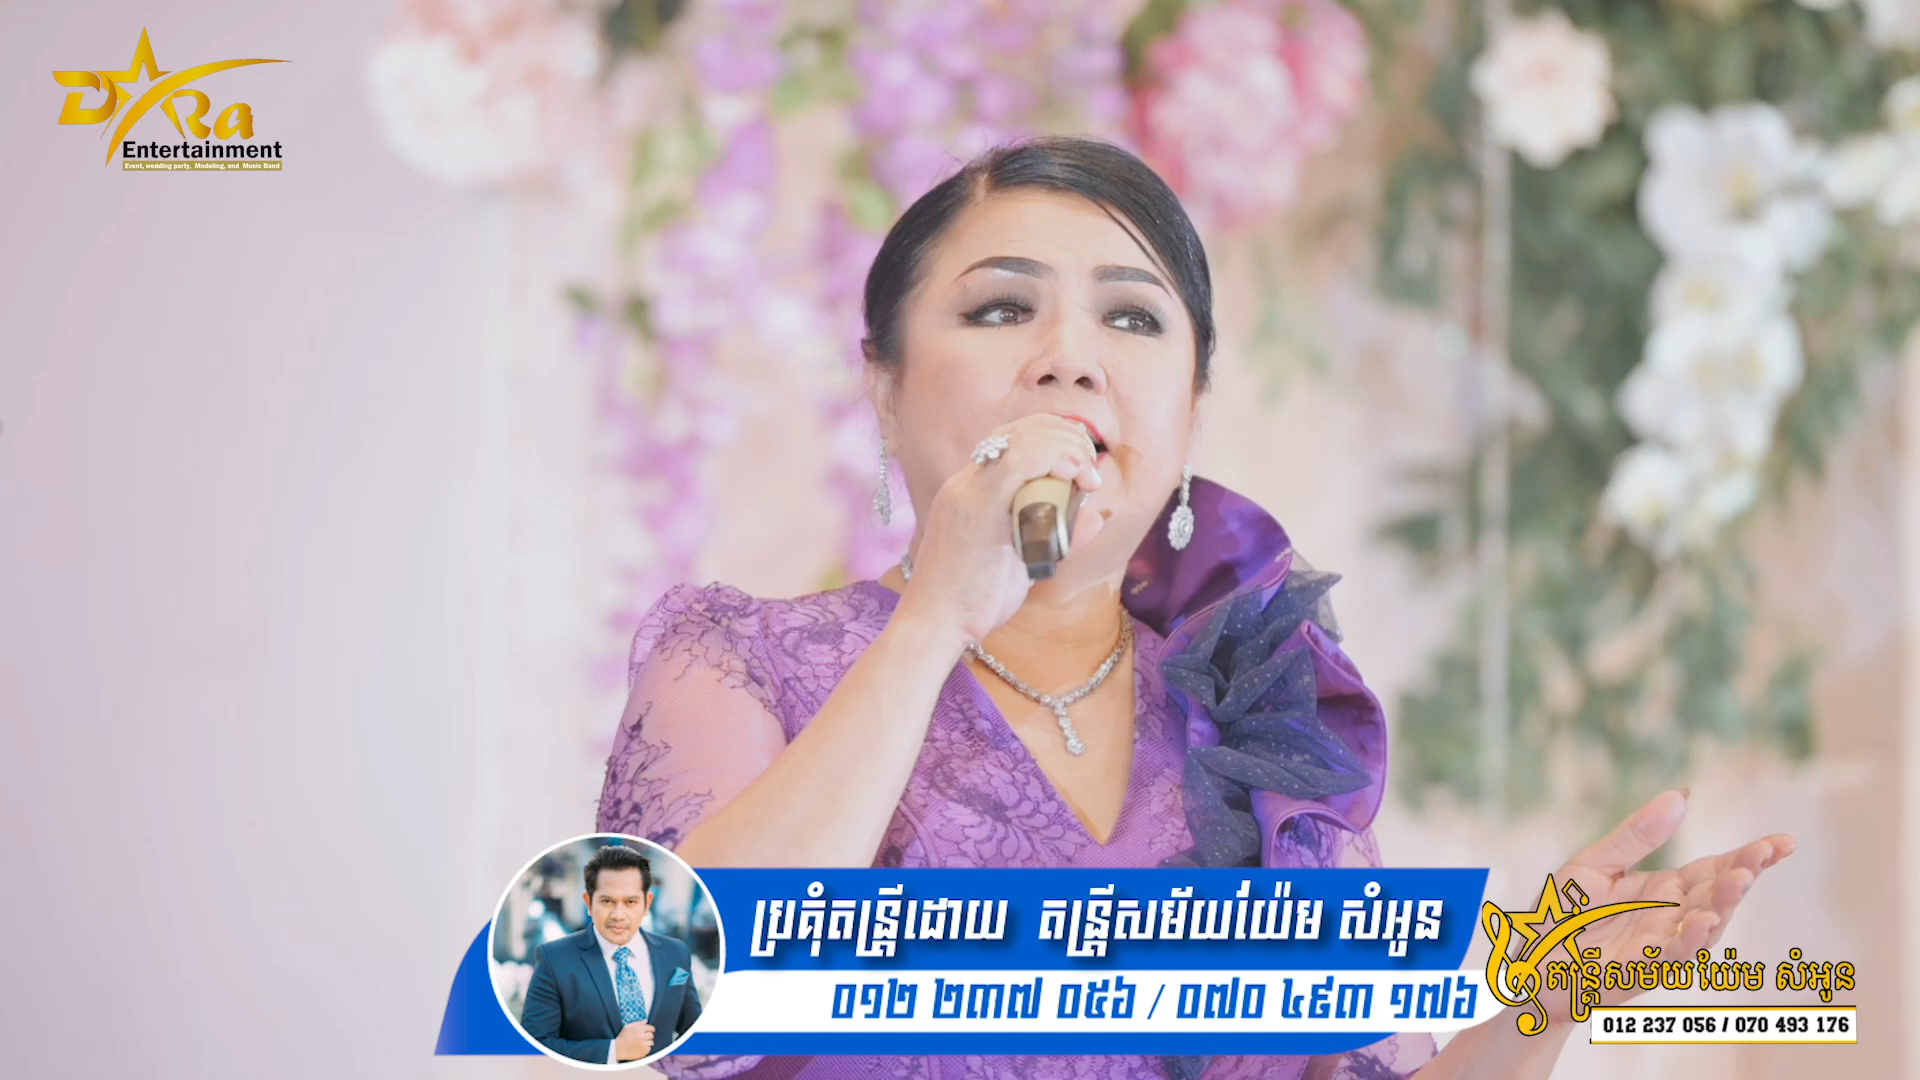 DARa
Entertainment
Event, wedding party, Modeling, and Music Band
ប្រគុំតន្ត្រីដោយ តន្ត្រីសម័យយ៉ែម សំអូន
០១២ ២៣៧ ០៥៦ / ០៧០ ៤៩៣ ១៧៦
តន្ត្រីសម័យយ៉ែម សំអូន
012 237 056 / 070 493 176